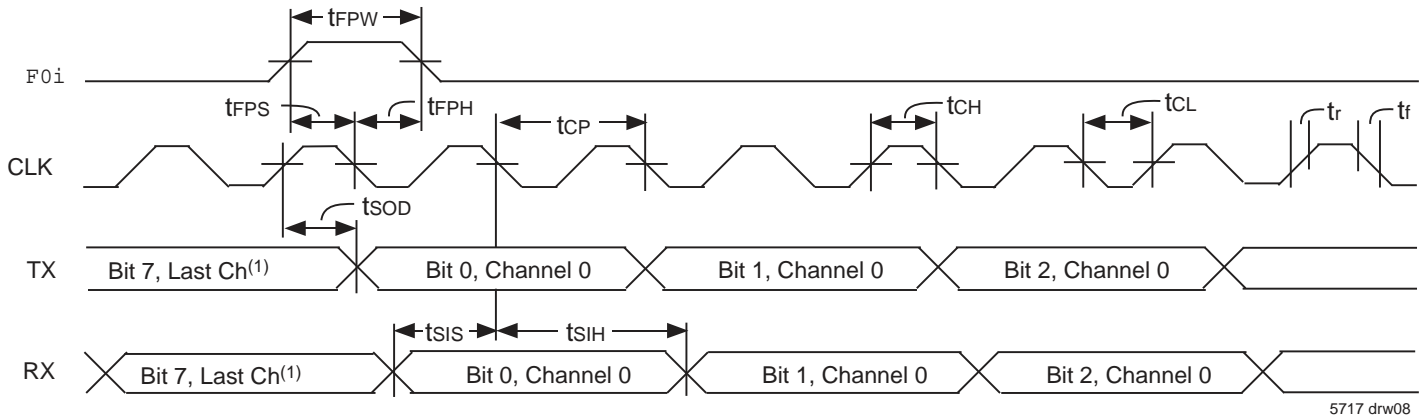 tFPW
F0i
tFPS
tFPH
tCP
tCH
tCL
tr
tf
CLK
tSOD
TX
Bit 7, Last Ch(1)
Bit 0, Channel 0
Bit 1, Channel 0
Bit 2, Channel 0
tSIS
tSIH
RX
Bit 7, Last Ch(1)
Bit 0, Channel 0
Bit 1, Channel 0
Bit 2, Channel 0
5717 drw08